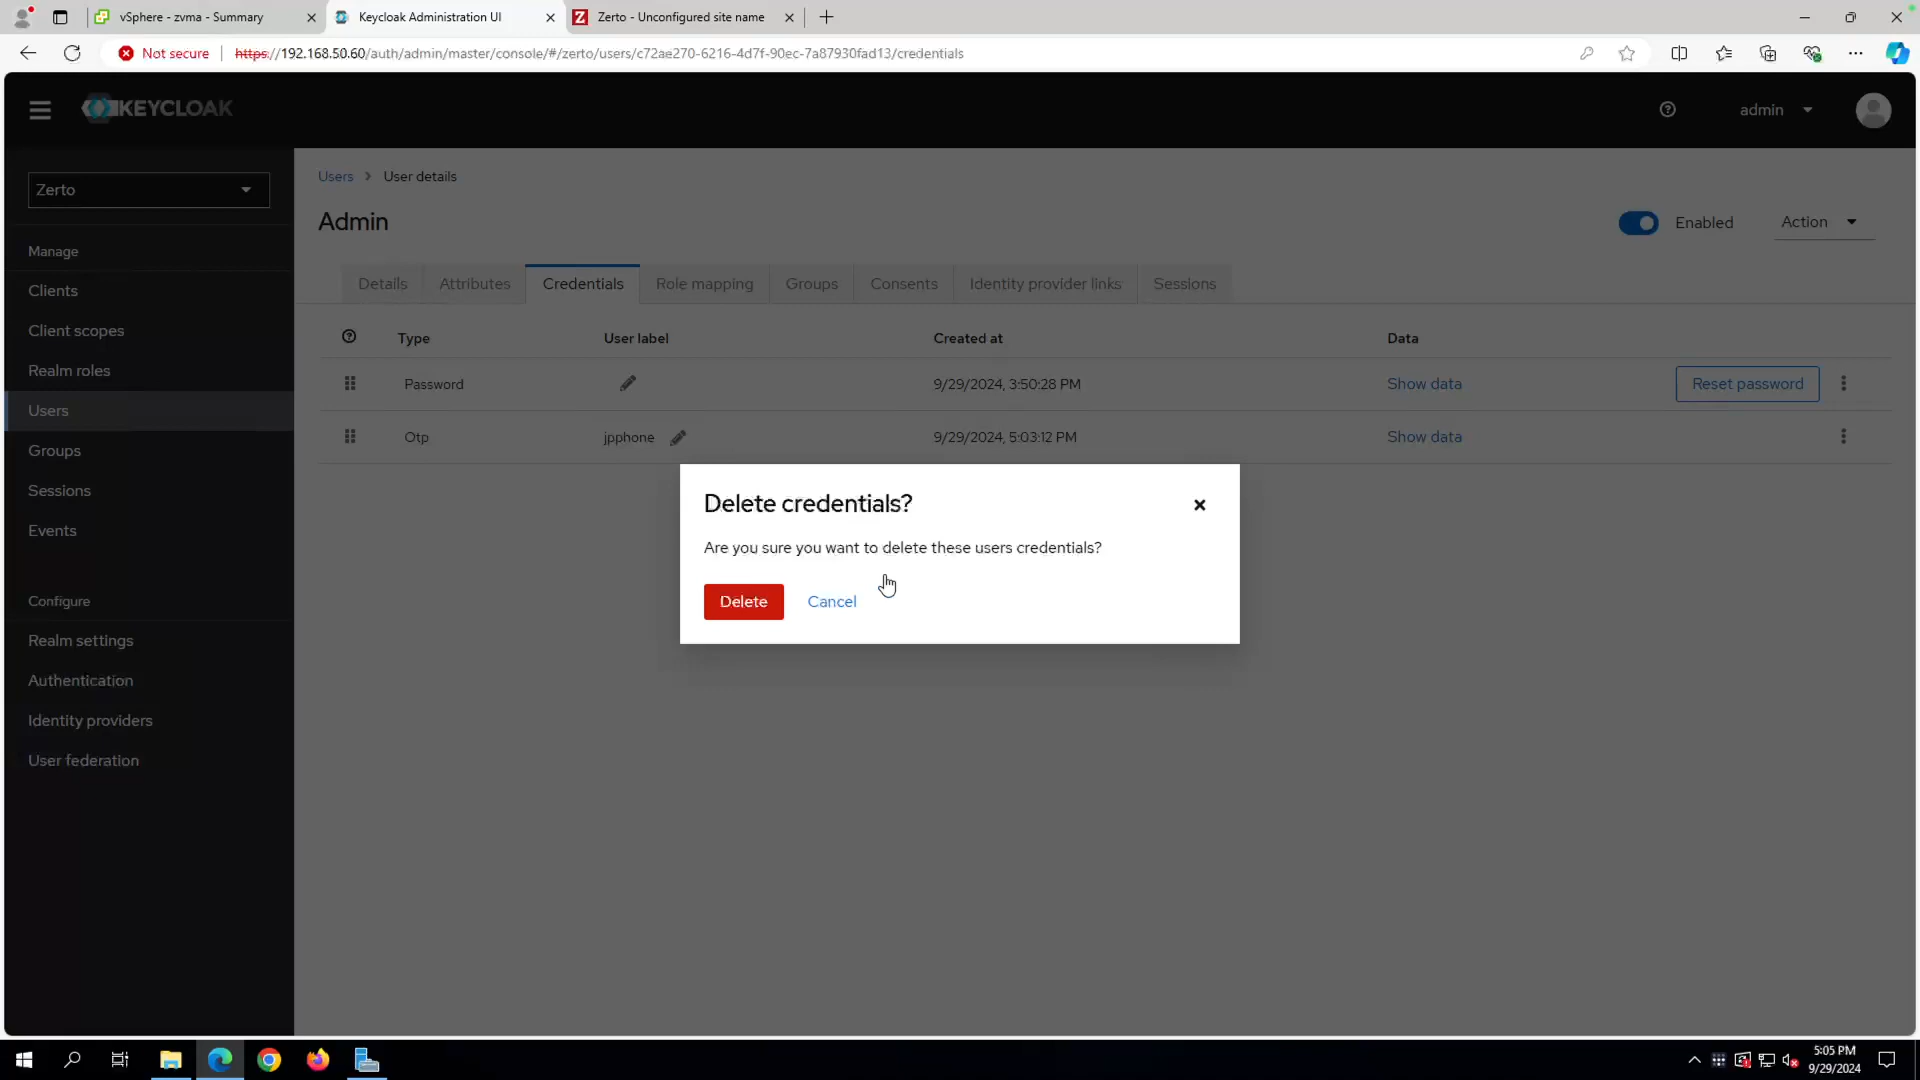 vSphere - zvma - Summary
Keycloak Administration UI
Zerto - Unconfigured site name
Not secure
https://192.168.50.60/auth/admin/master/console/#/zerto/users/c72ae270-6216-4d7f-90ec-7a87930fad13/credentials
KEYCLOAK
admin
Zerto
Manage
Clients
Client scopes
Realm roles
Users
Groups
Sessions
Events
Configure
Realm settings
Authentication
Identity providers
User federation
Users > User details
Admin
Enabled
Action
Details Attributes Credentials Role mapping Groups Consents Identity provider links Sessions
Type User label Created at Data
Password 9/29/2024, 3:50:28 PM Show data Reset password
Otp jpphone 9/29/2024, 5:03:12 PM Show data
Delete credentials?
Are you sure you want to delete these users credentials?
Delete Cancel
5:05 PM
9/29/2024